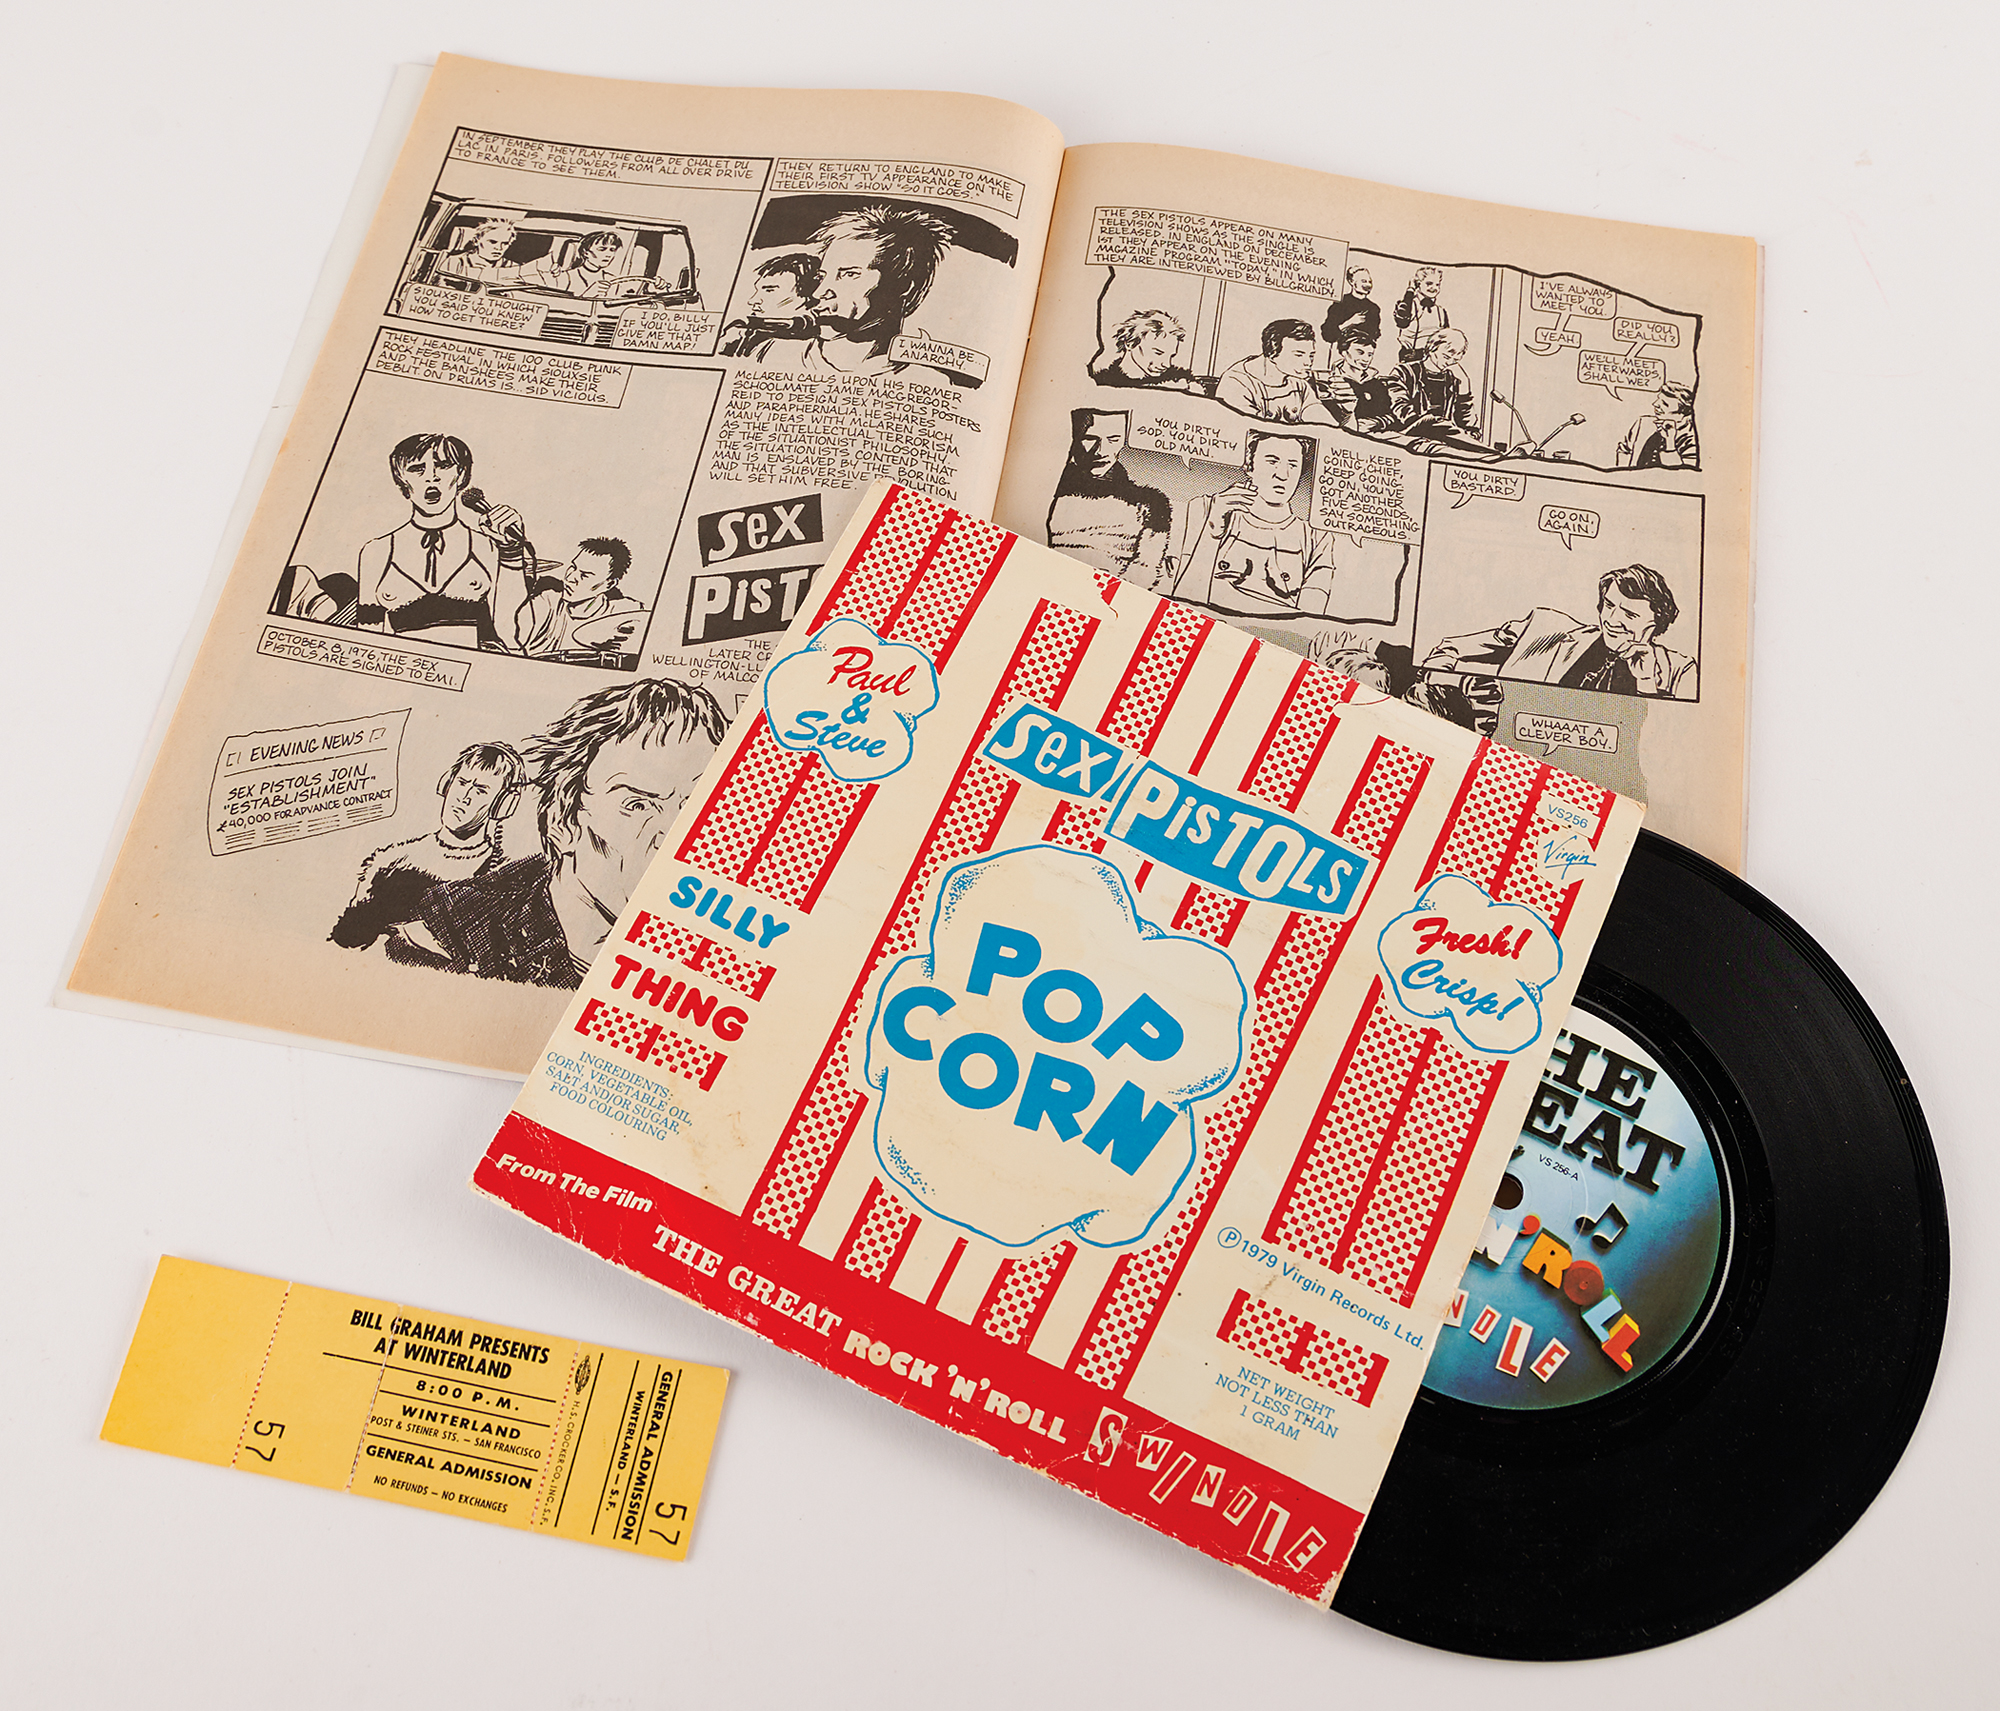 IN SEPTEMBER THEY PLAY THE CLUB DE CHALET DU
LAC IN PARIS. FOLLOWERS FROM ALL OVER DRIVE
TO FRANCE TO SEE THEM.
SIOUXSIE, I THOUGHT
YOU SAID YOU KNEW
HOW TO GET THERE?
I DO, BILLY
IF YOU'LL JUST
GIVE ME THAT
DAMN MAP!
THEY RETURN TO ENGLAND TO MAKE
THEIR FIRST TV APPEARANCE ON THE
TELEVISION SHOW "SO IT GOES."
I WANNA BE...
ANARCHY.
THEY HEADLINE THE 100 CLUB PUNK
ROCK FESTIVAL IN WHICH SIOUXSIE
AND THE BANSHEES MAKE THEIR
DEBUT ON DRUMS IS... SID VICIOUS.
McLAREN CALLS UPON HIS FORMER
SCHOOLMATE JAMIE MACGREGOR-
REID TO DESIGN SEX PISTOLS POSTERS
AND PARAPHERNALIA. HE SHARES
MANY IDEAS WITH McLAREN SUCH
AS THE INTELLECTUAL TERRORISM
OF THE SITUATIONIST PHILOSOPHY.
THE SITUATIONISTS CONTEND THAT
MAN IS ENSLAVED BY THE BORING
AND THAT SUBVERSIVE REVOLUTION
WILL SET HIM FREE.
SEX
PIST
THE
LATER CR
WELLINGTON-LL
OF MALCO
OCTOBER 8, 1976, THE SEX
PISTOLS ARE SIGNED TO EMI.
EVENING NEWS
SEX PISTOLS JOIN
"ESTABLISHMENT"
£40,000 FOR ADVANCE CONTRACT
THE SEX PISTOLS APPEAR ON MANY
TELEVISION SHOWS AS THE SINGLE IS
RELEASED. IN ENGLAND ON DECEMBER
1ST THEY APPEAR ON THE EVENING
MAGAZINE PROGRAM "TODAY," IN WHICH
THEY ARE INTERVIEWED BY BILL GRUNDY.
I'VE ALWAYS
WANTED TO
MEET YOU.
YEAH.
DID YOU
REALLY?
WE'LL MEET
AFTERWARDS,
SHALL WE?
YOU DIRTY
SOD. YOU DIRTY
OLD MAN.
WELL, KEEP
GOING, CHIEF,
KEEP GOING.
GO ON, YOU'VE
GOT ANOTHER
FIVE SECONDS,
SAY SOMETHING
OUTRAGEOUS.
YOU DIRTY
BASTARD.
GO ON,
AGAIN.
WHAAAT A
CLEVER BOY.
Paul
&
Steve
SEX PISTOLS
VS256
Virgin
SILLY
THING
POP
CORN
Fresh!
Crisp!
INGREDIENTS:
CORN, VEGETABLE OIL,
SALT AND/OR SUGAR,
FOOD COLOURING
Ⓟ 1979 Virgin Records Ltd.
NET WEIGHT
NOT LESS THAN
1 GRAM
From The Film THE GREAT ROCK 'N' ROLL SWINDLE
HE
EAT
VS 256-A
N'ROLL
NDLE
BILL GRAHAM PRESENTS
AT WINTERLAND
8:00 P.M.
WINTERLAND
POST & STEINER STS. — SAN FRANCISCO
GENERAL ADMISSION
NO REFUNDS — NO EXCHANGES
57
H.S. CROCKER CO., INC. S.F.
WINTERLAND — S.F.
GENERAL ADMISSION
57